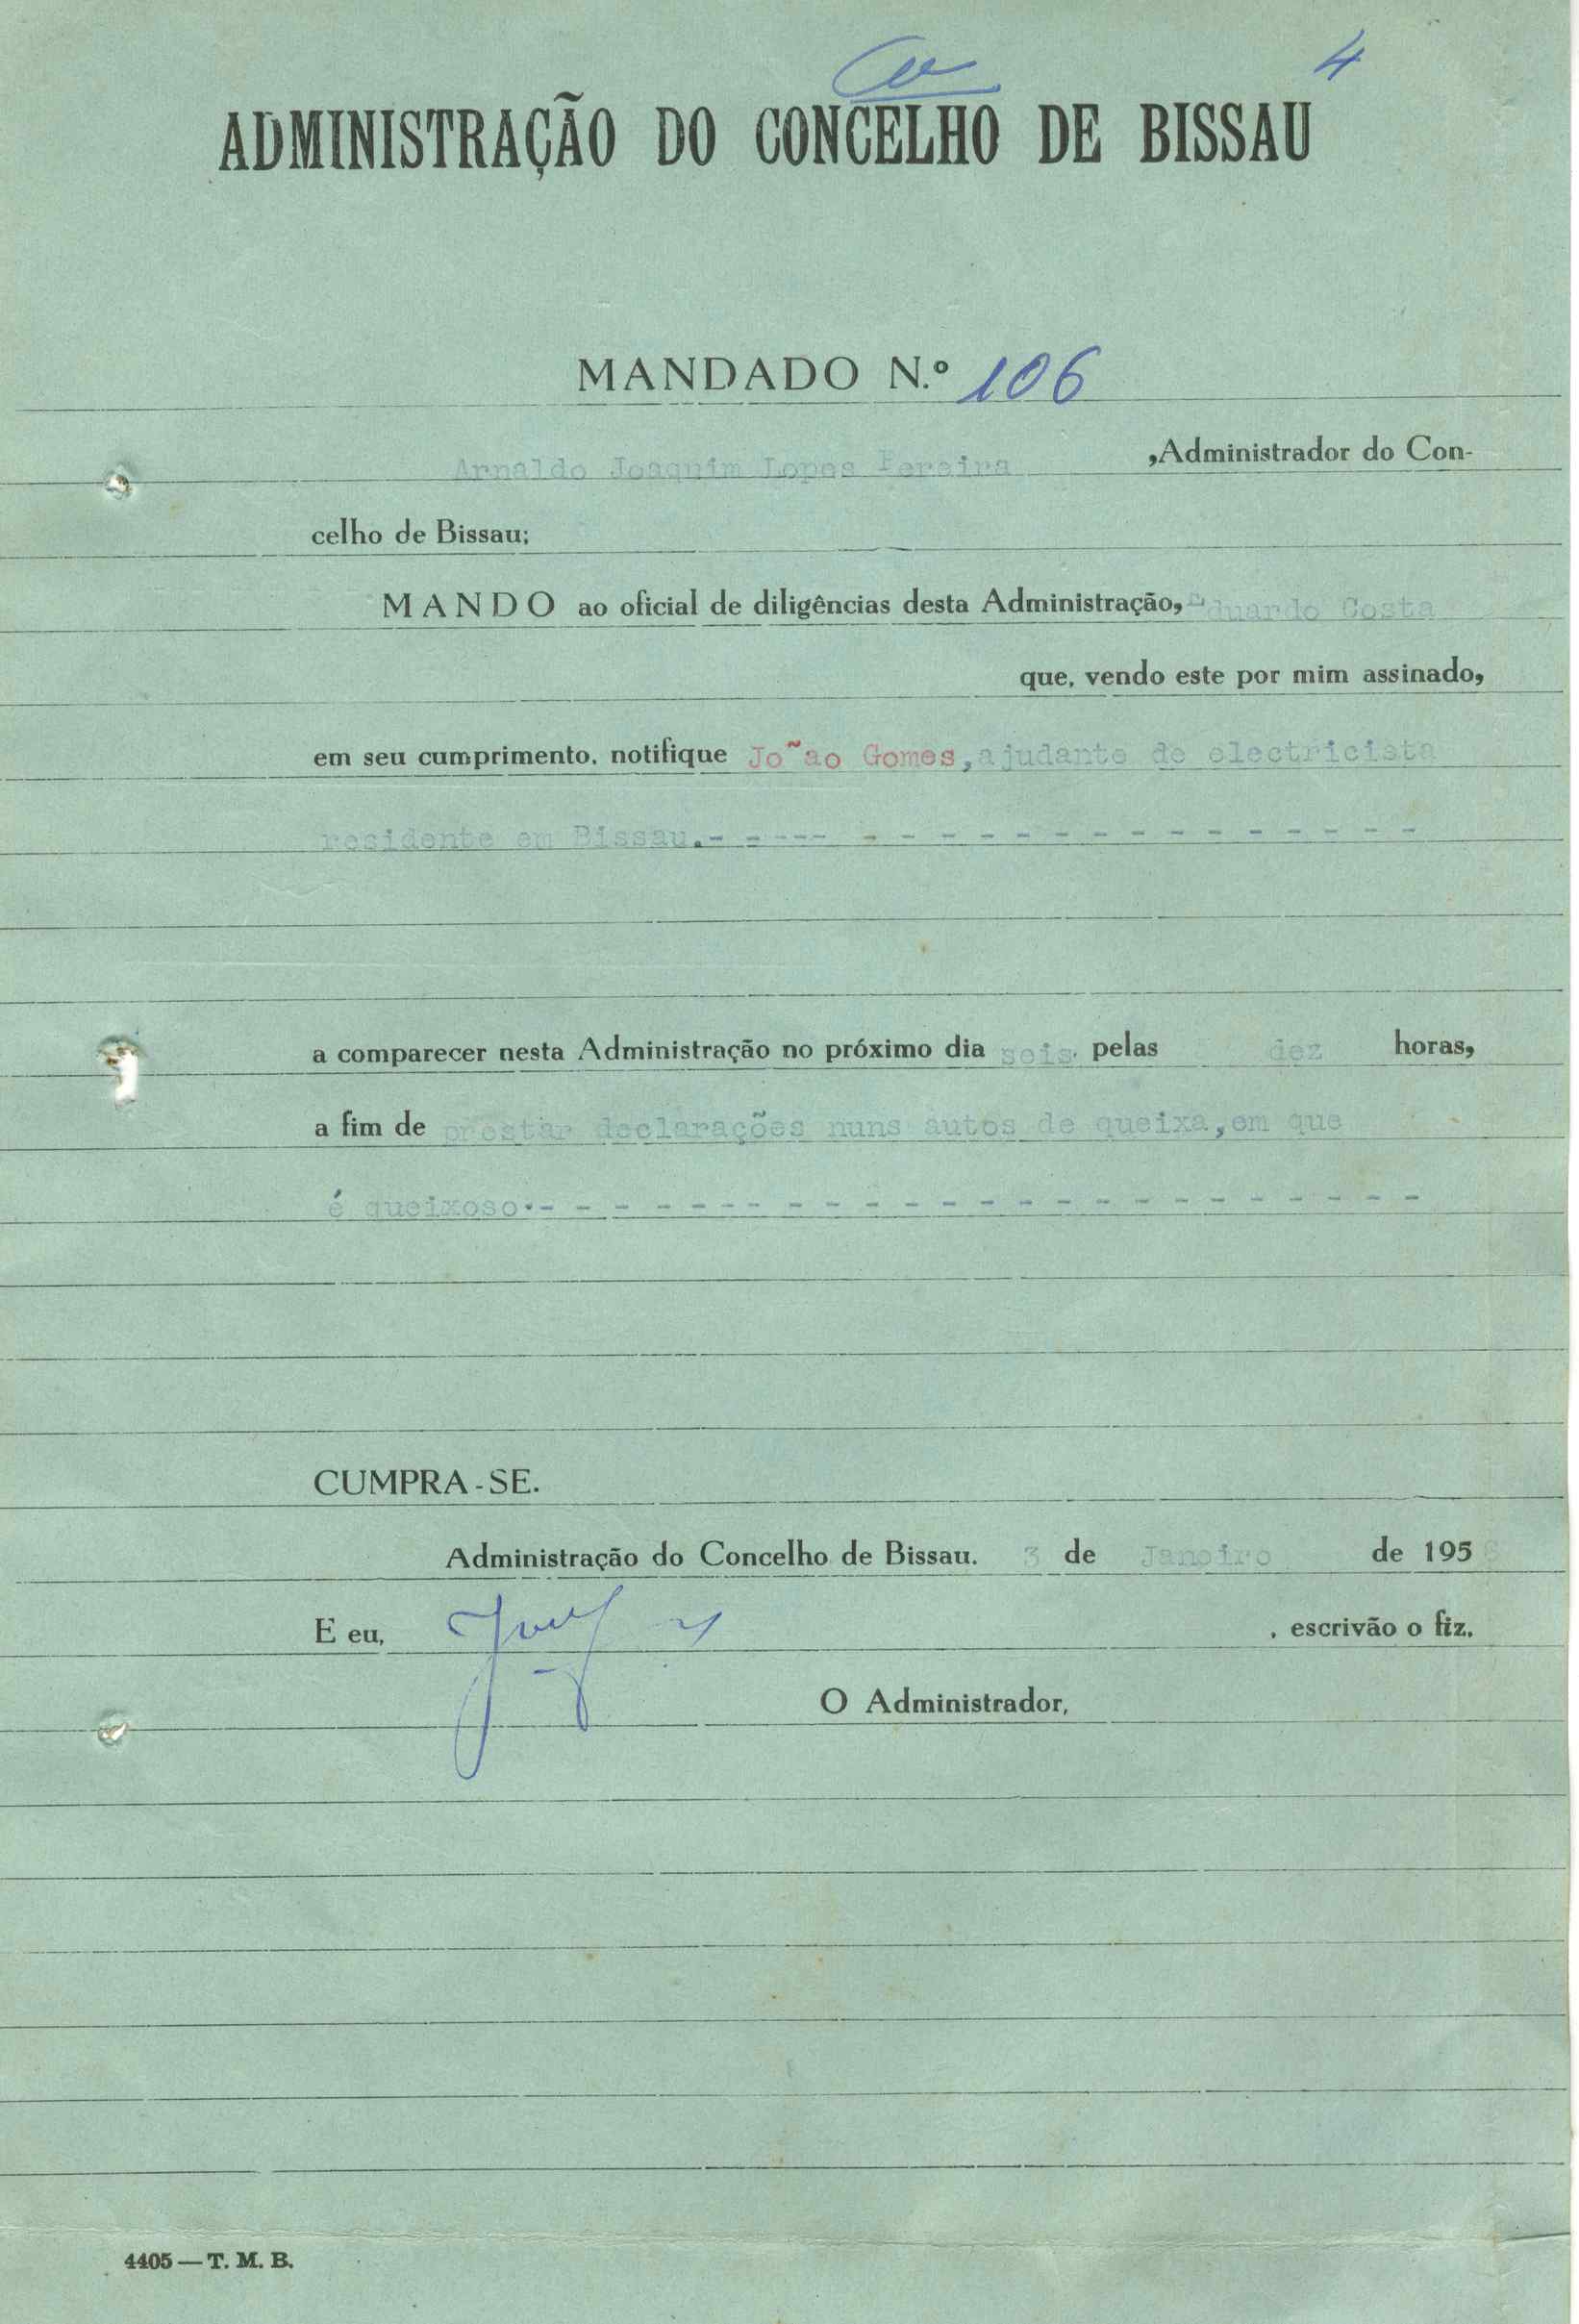 4
ADMINISTRAÇÃO DO CONCELHO DE BISSAU
MANDADO N.º 106
Arnaldo Joaquim Lopes Pereira ,Administrador do Con-
celho de Bissau;
MANDO ao oficial de diligências desta Administração, Eduardo Costa
que, vendo este por mim assinado,
em seu cumprimento, notifique Jo~ao Gomes,ajudante de electricista
residente em Bissau.- - ---- - - - - - - - - - - - - - - - -
a comparecer nesta Administração no próximo dia seis. pelas dez horas,
a fim de prestar declarações nuns autos de queixa,em que
é queixoso.- - - - - - - - - - - - - - - - - - - - - - -
CUMPRA-SE.
Administração do Concelho de Bissau. 3 de Janeiro de 195
E eu, , escrivão o fiz.
O Administrador,
4405 — T. M. B.